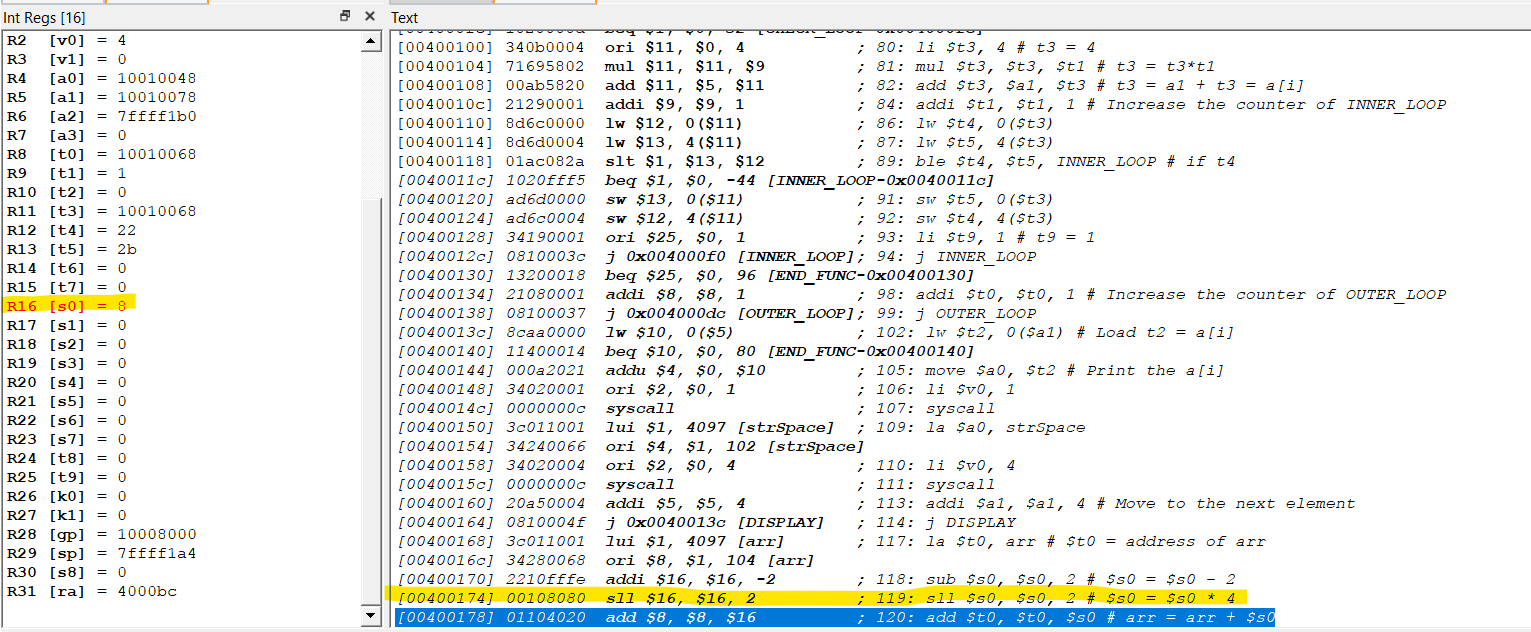 Int Regs [16]
R2 [v0] = 4
R3 [v1] = 0
R4 [a0] = 10010048
R5 [a1] = 10010078
R6 [a2] = 7ffff1b0
R7 [a3] = 0
R8 [t0] = 10010068
R9 [t1] = 1
R10 [t2] = 0
R11 [t3] = 10010068
R12 [t4] = 22
R13 [t5] = 2b
R14 [t6] = 0
R15 [t7] = 0
R16 [s0] = 8
R17 [s1] = 0
R18 [s2] = 0
R19 [s3] = 0
R20 [s4] = 0
R21 [s5] = 0
R22 [s6] = 0
R23 [s7] = 0
R24 [t8] = 0
R25 [t9] = 0
R26 [k0] = 0
R27 [k1] = 0
R28 [gp] = 10008000
R29 [sp] = 7ffff1a4
R30 [s8] = 0
R31 [ra] = 4000bc
Text
[00400100] 340b0004 ori $11, $0, 4 ; 80: li $t3, 4 # t3 = 4
[00400104] 71695802 mul $11, $11, $9 ; 81: mul $t3, $t3, $t1 # t3 = t3*t1
[00400108] 00ab5820 add $11, $5, $11 ; 82: add $t3, $a1, $t3 # t3 = a1 + t3 = a[i]
[0040010c] 21290001 addi $9, $9, 1 ; 84: addi $t1, $t1, 1 # Increase the counter of INNER_LOOP
[00400110] 8d6c0000 lw $12, 0($11) ; 86: lw $t4, 0($t3)
[00400114] 8d6d0004 lw $13, 4($11) ; 87: lw $t5, 4($t3)
[00400118] 01ac082a slt $1, $13, $12 ; 89: ble $t4, $t5, INNER_LOOP # if t4
[0040011c] 1020fff5 beq $1, $0, -44 [INNER_LOOP-0x0040011c]
[00400120] ad6d0000 sw $13, 0($11) ; 91: sw $t5, 0($t3)
[00400124] ad6c0004 sw $12, 4($11) ; 92: sw $t4, 4($t3)
[00400128] 34190001 ori $25, $0, 1 ; 93: li $t9, 1 # t9 = 1
[0040012c] 0810003c j 0x004000f0 [INNER_LOOP]; 94: j INNER_LOOP
[00400130] 13200018 beq $25, $0, 96 [END_FUNC-0x00400130]
[00400134] 21080001 addi $8, $8, 1 ; 98: addi $t0, $t0, 1 # Increase the counter of OUTER_LOOP
[00400138] 08100037 j 0x004000dc [OUTER_LOOP]; 99: j OUTER_LOOP
[0040013c] 8caa0000 lw $10, 0($5) ; 102: lw $t2, 0($a1) # Load t2 = a[i]
[00400140] 11400014 beq $10, $0, 80 [END_FUNC-0x00400140]
[00400144] 000a2021 addu $4, $0, $10 ; 105: move $a0, $t2 # Print the a[i]
[00400148] 34020001 ori $2, $0, 1 ; 106: li $v0, 1
[0040014c] 0000000c syscall ; 107: syscall
[00400150] 3c011001 lui $1, 4097 [strSpace] ; 109: la $a0, strSpace
[00400154] 34240066 ori $4, $1, 102 [strSpace]
[00400158] 34020004 ori $2, $0, 4 ; 110: li $v0, 4
[0040015c] 0000000c syscall ; 111: syscall
[00400160] 20a50004 addi $5, $5, 4 ; 113: addi $a1, $a1, 4 # Move to the next element
[00400164] 0810004f j 0x0040013c [DISPLAY] ; 114: j DISPLAY
[00400168] 3c011001 lui $1, 4097 [arr] ; 117: la $t0, arr # $t0 = address of arr
[0040016c] 34280068 ori $8, $1, 104 [arr]
[00400170] 2210fffe addi $16, $16, -2 ; 118: sub $s0, $s0, 2 # $s0 = $s0 - 2
[00400174] 00108080 sll $16, $16, 2 ; 119: sll $s0, $s0, 2 # $s0 = $s0 * 4
[00400178] 01104020 add $8, $8, $16 ; 120: add $t0, $t0, $s0 # arr = arr + $s0